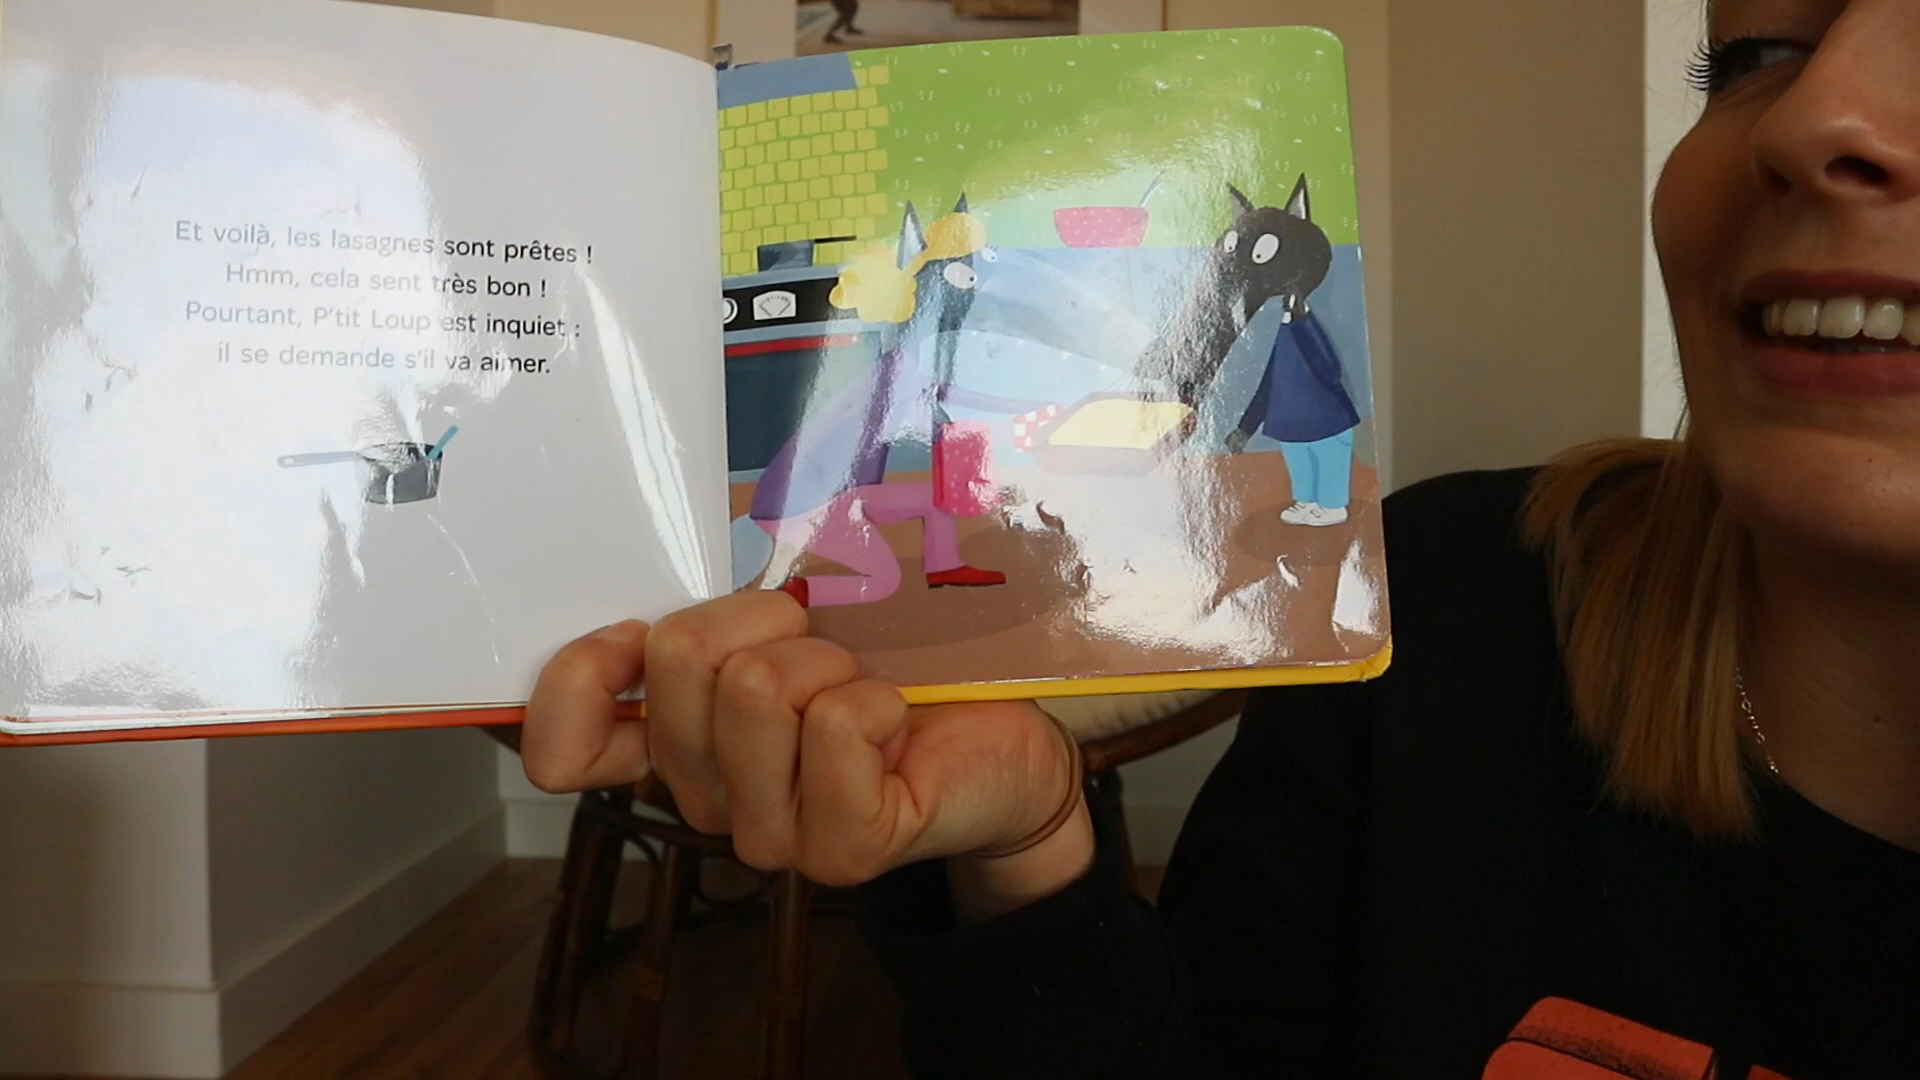 Et voilà, les lasagnes sont prêtes !
Hmm, cela sent très bon !
Pourtant, P'tit Loup est inquiet :
il se demande s'il va aimer.